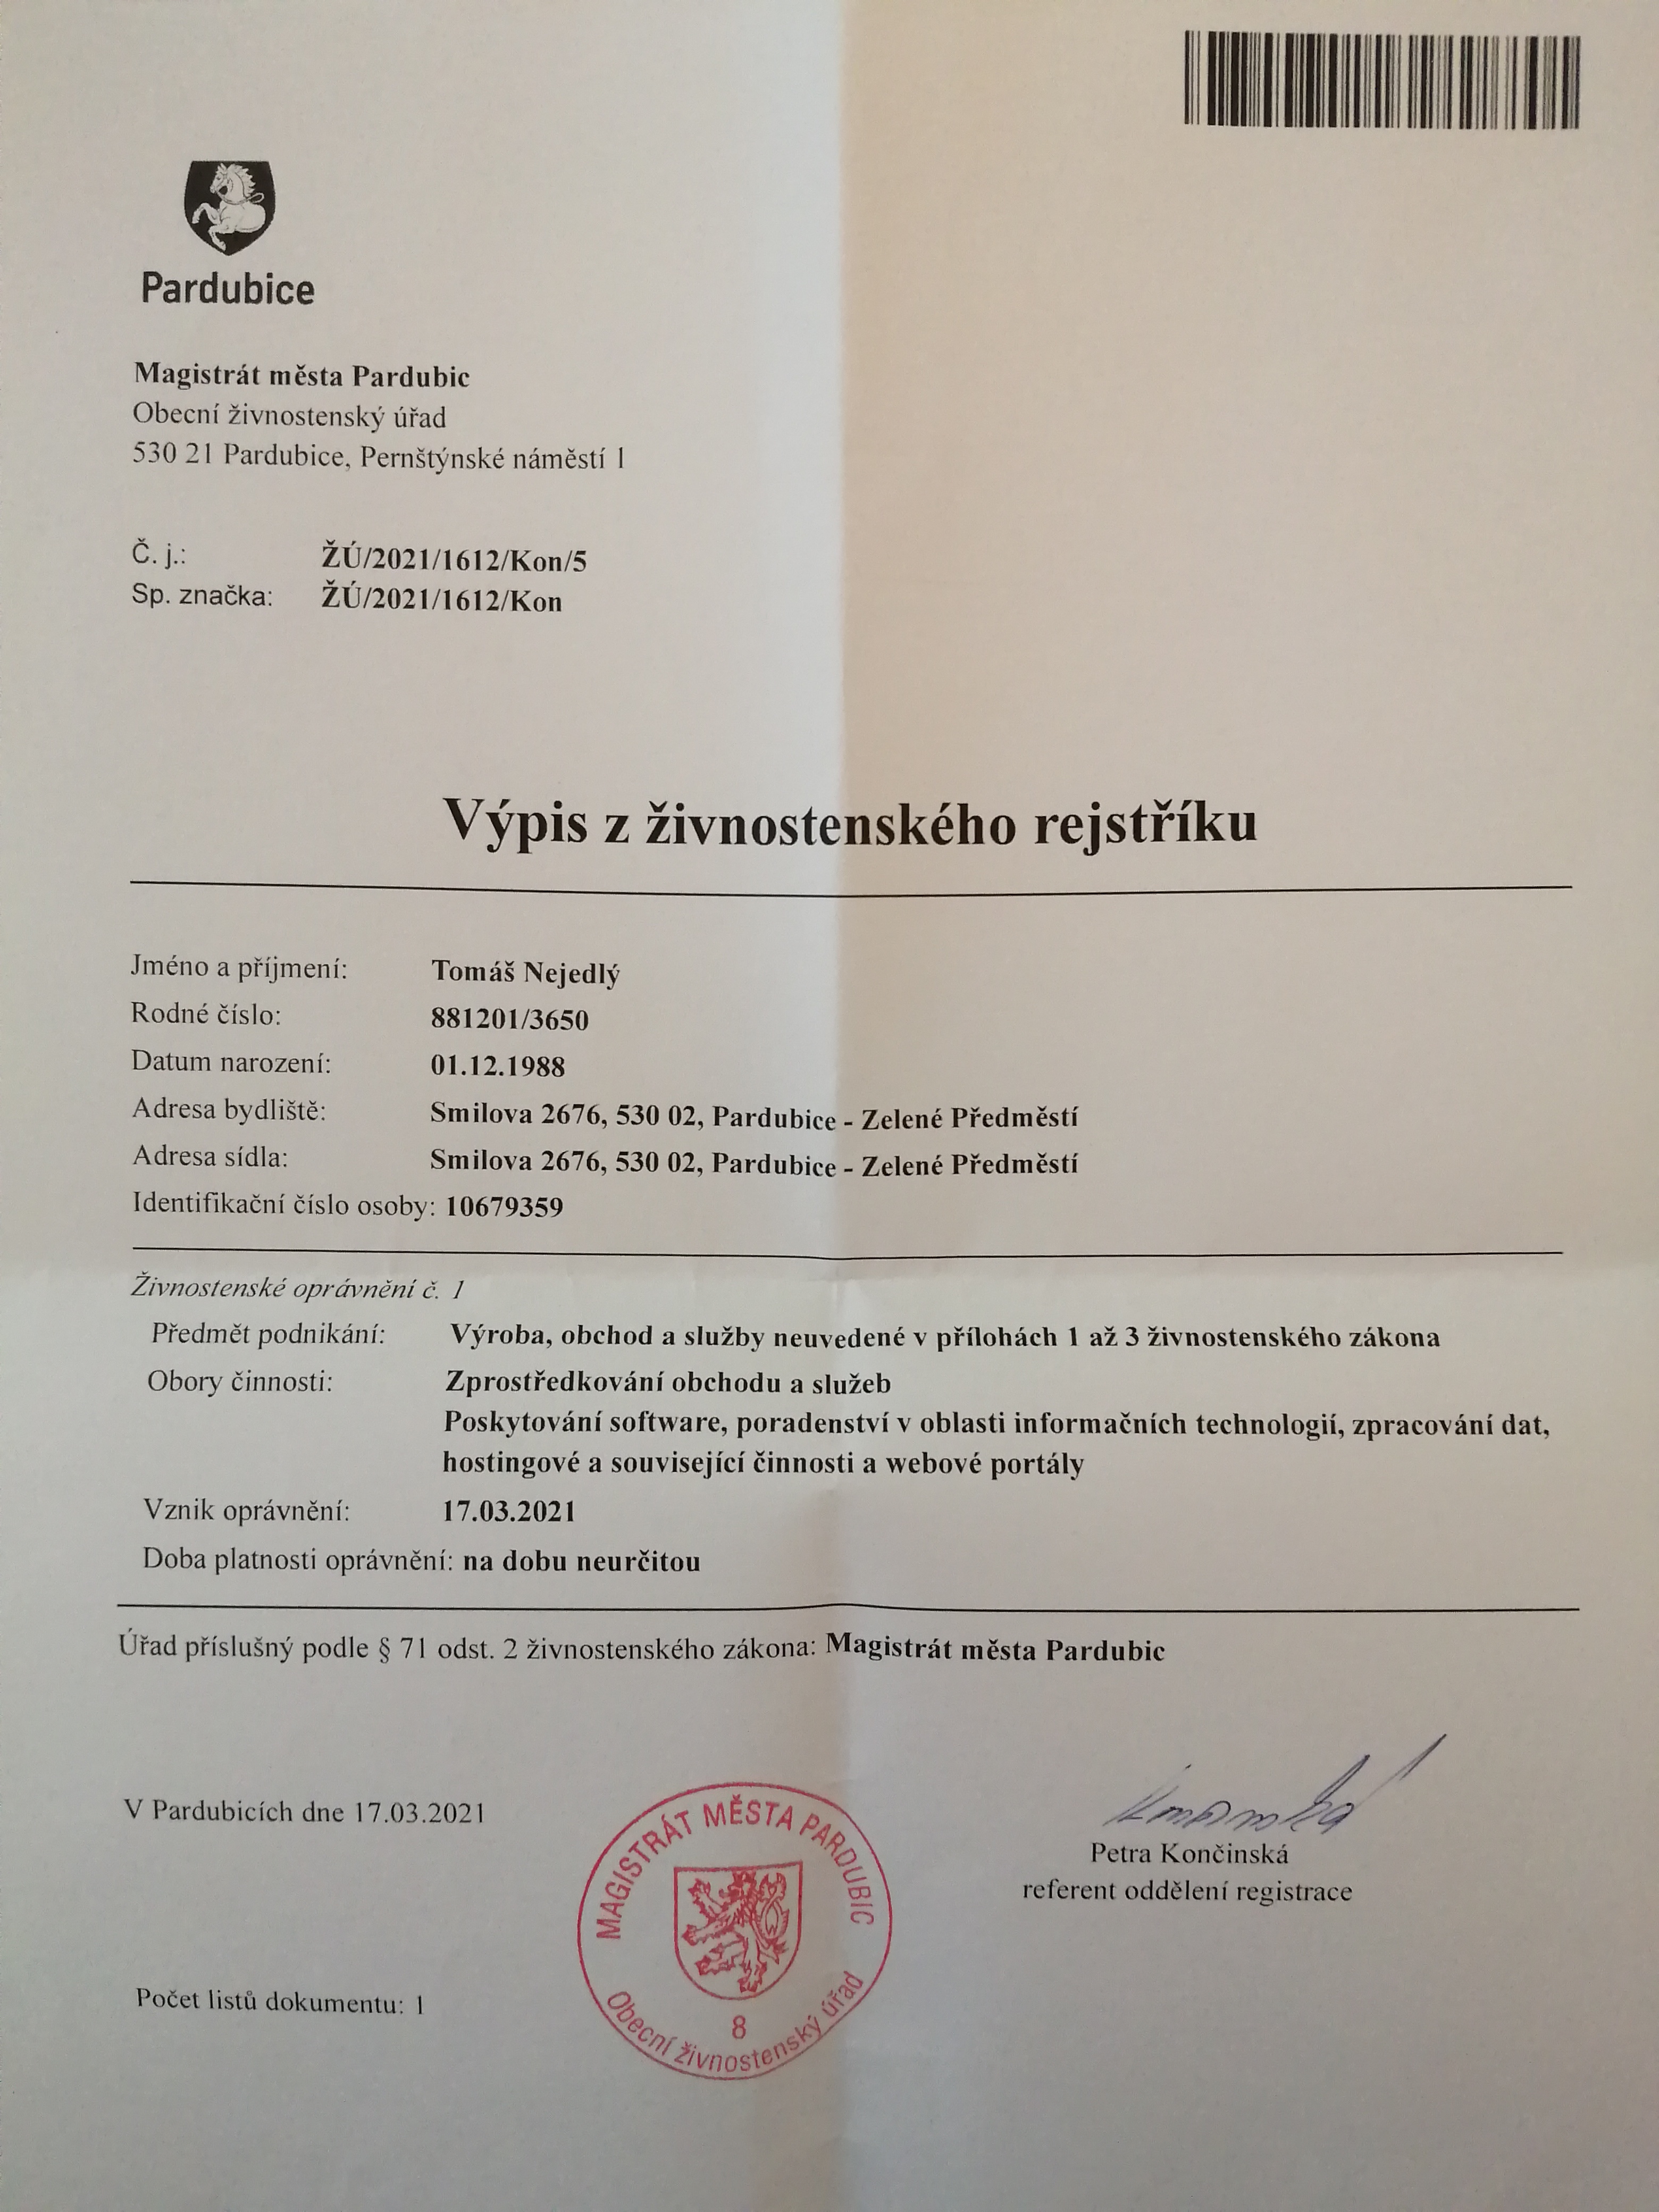 Pardubice
Magistrát města Pardubic
Obecní živnostenský úřad
530 21 Pardubice, Pernštýnské náměstí 1
Č. j.: ŽÚ/2021/1612/Kon/5
Sp. značka: ŽÚ/2021/1612/Kon
Výpis z živnostenského rejstříku
Jméno a příjmení: Tomáš Nejedlý
Rodné číslo: 881201/3650
Datum narození: 01.12.1988
Adresa bydliště: Smilova 2676, 530 02, Pardubice - Zelené Předměstí
Adresa sídla: Smilova 2676, 530 02, Pardubice - Zelené Předměstí
Identifikační číslo osoby: 10679359
Živnostenské oprávnění č. 1
Předmět podnikání: Výroba, obchod a služby neuvedené v přílohách 1 až 3 živnostenského zákona
Obory činnosti: Zprostředkování obchodu a služeb
Poskytování software, poradenství v oblasti informačních technologií, zpracování dat,
hostingové a související činnosti a webové portály
Vznik oprávnění: 17.03.2021
Doba platnosti oprávnění: na dobu neurčitou
Úřad příslušný podle § 71 odst. 2 živnostenského zákona: Magistrát města Pardubic
V Pardubicích dne 17.03.2021
MAGISTRÁT MĚSTA PARDUBIC
8
Obecní živnostenský úřad
Petra Končinská
referent oddělení registrace
Počet listů dokumentu: 1